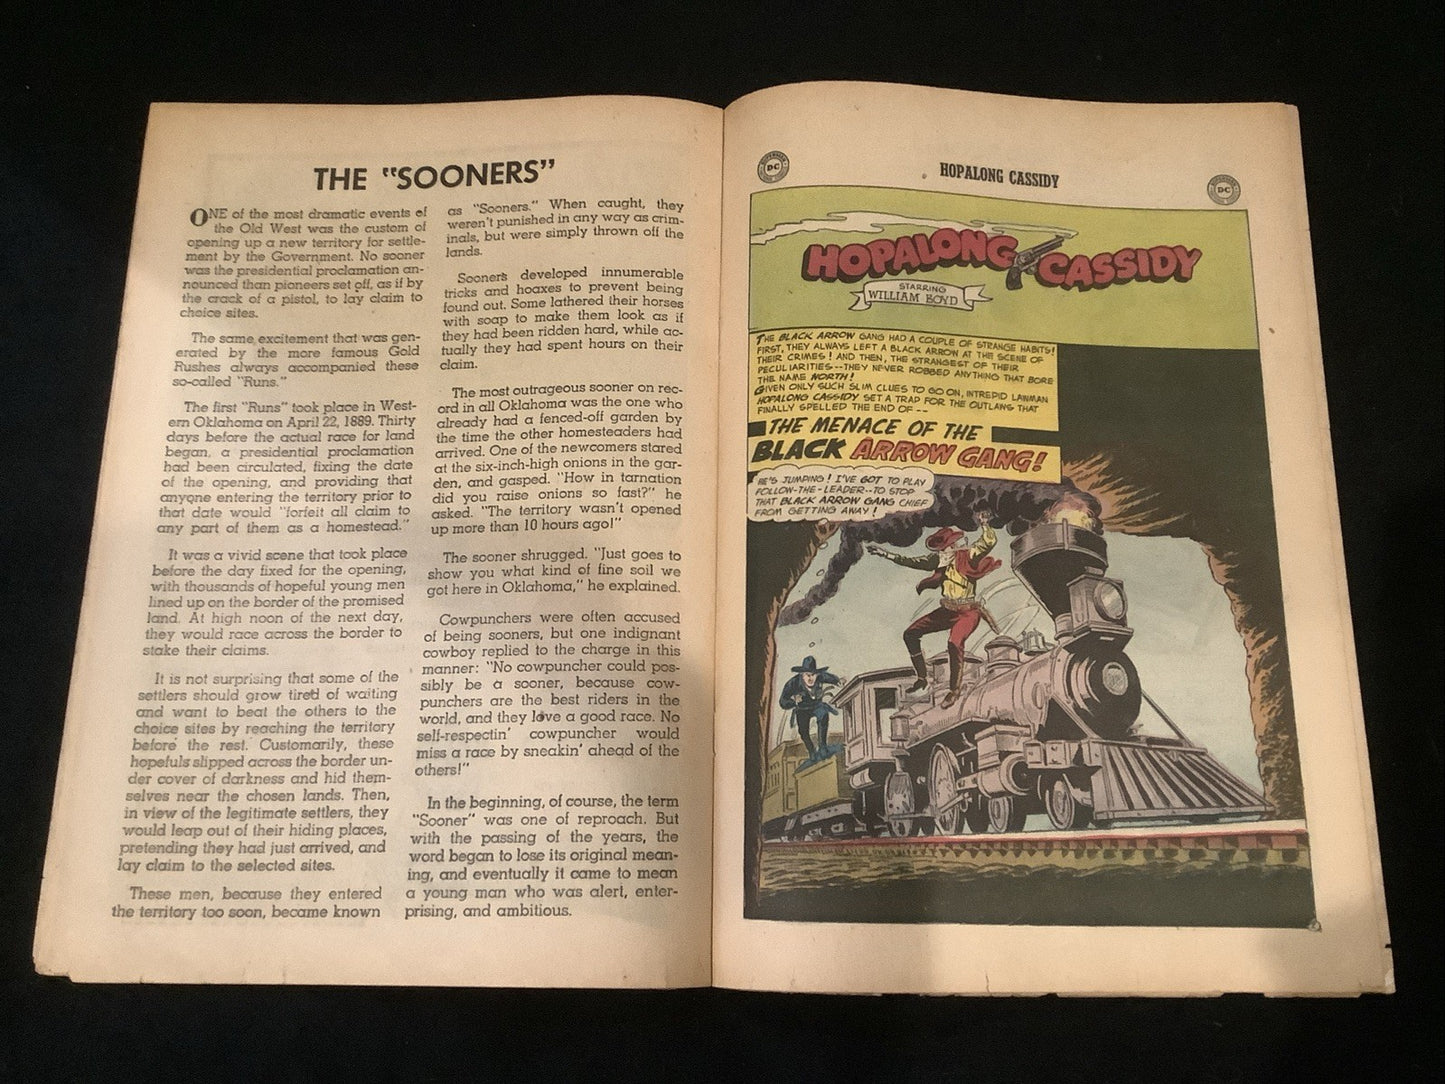 THE "SOONERS"
ONE of the most dramatic events of
the Old West was the custom of
opening up a new territory for settle-
ment by the Government. No sooner
was the presidential proclamation an-
nounced than pioneers set off, as if by
the crack of a pistol, to lay claim to
choice sites.
The same excitement that was gen-
erated by the more famous Gold
Rushes always accompanied these
so-called "Runs."
The first "Runs" took place in West-
ern Oklahoma on April 22, 1889. Thirty
days before the actual race for land
began, a presidential proclamation
had been circulated, fixing the date
of the opening, and providing that
anyone entering the territory prior to
that date would "forfeit all claim to
any part of them as a homestead."
It was a vivid scene that took place
before the day fixed for the opening,
with thousands of hopeful young men
lined up on the border of the promised
land. At high noon of the next day,
they would race across the border to
stake their claims.
It is not surprising that some of the
settlers should grow tired of waiting
and want to beat the others to the
choice sites by reaching the territory
before the rest. Customarily, these
hopefuls slipped across the border un-
der cover of darkness and hid them-
selves near the chosen lands. Then,
in view of the legitimate settlers, they
would leap out of their hiding places,
pretending they had just arrived, and
lay claim to the selected sites.
These men, because they entered
the territory too soon, became known
as "Sooners." When caught, they
weren't punished in any way as crim-
inals, but were simply thrown off the
lands.
Sooners developed innumerable
tricks and hoaxes to prevent being
found out. Some lathered their horses
with soap to make them look as if
they had been ridden hard, while ac-
tually they had spent hours on their
claim.
The most outrageous sooner on rec-
ord in all Oklahoma was the one who
already had a fenced-off garden by
the time the other homesteaders had
arrived. One of the newcomers stared
at the six-inch-high onions in the gar-
den, and gasped. "How in tarnation
did you raise onions so fast?" he
asked. "The territory wasn't opened
up more than 10 hours ago!"
The sooner shrugged. "Just goes to
show you what kind of fine soil we
got here in Oklahoma," he explained.
Cowpunchers were often accused
of being sooners, but one indignant
cowboy replied to the charge in this
manner: "No cowpuncher could pos-
sibly be a sooner, because cow-
punchers are the best riders in the
world, and they love a good race. No
self-respectin' cowpuncher would
miss a race by sneakin' ahead of the
others!"
In the beginning, of course, the term
"Sooner" was one of reproach. But
with the passing of the years, the
word began to lose its original mean-
ing, and eventually it came to mean
a young man who was alert, enter-
prising, and ambitious.
DC
HOPALONG CASSIDY
DC
HOPALONG CASSIDY
STARRING
WILLIAM BOYD
THE BLACK ARROW GANG HAD A COUPLE OF STRANGE HABITS!
FIRST, THEY ALWAYS LEFT A BLACK ARROW AT THE SCENE OF
THEIR CRIMES! AND THEN, THE STRANGEST OF THEIR
PECULIARITIES--THEY NEVER ROBBED ANYTHING THAT BORE
THE NAME NORTH!
GIVEN ONLY SUCH SLIM CLUES TO GO ON, INTREPID LAWMAN
HOPALONG CASSIDY SET A TRAP FOR THE OUTLAWS THAT
FINALLY SPELLED THE END OF --
THE MENACE OF THE
BLACK ARROW GANG!
HE'S JUMPING! I'VE GOT TO PLAY
FOLLOW-THE-LEADER--TO STOP
THAT BLACK ARROW GANG CHIEF
FROM GETTING AWAY!